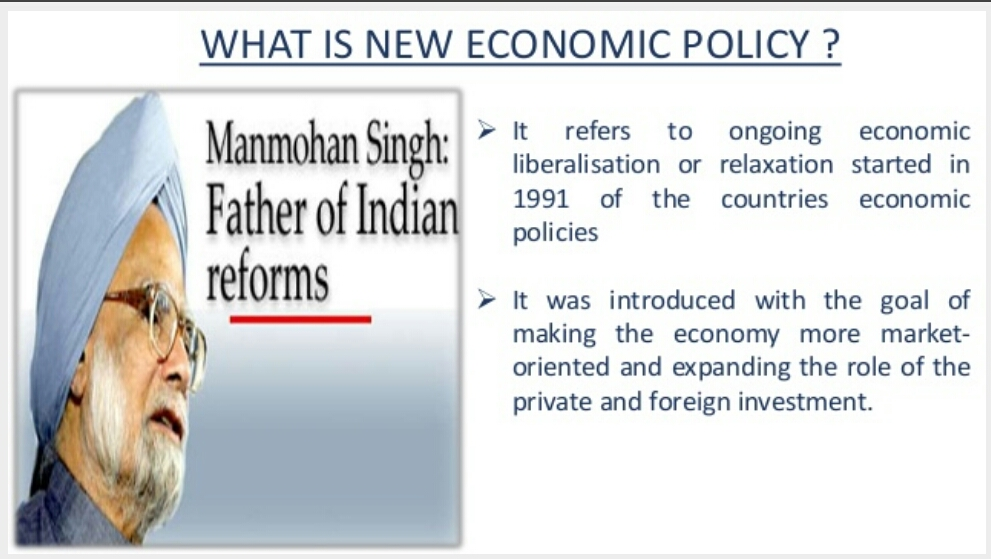 WHAT IS NEW ECONOMIC POLICY ?
Manmohan Singh:
Father of Indian
reforms
➢ It refers to ongoing economic
liberalisation or relaxation started in
1991 of the countries economic
policies
➢ It was introduced with the goal of
making the economy more market-
oriented and expanding the role of the
private and foreign investment.